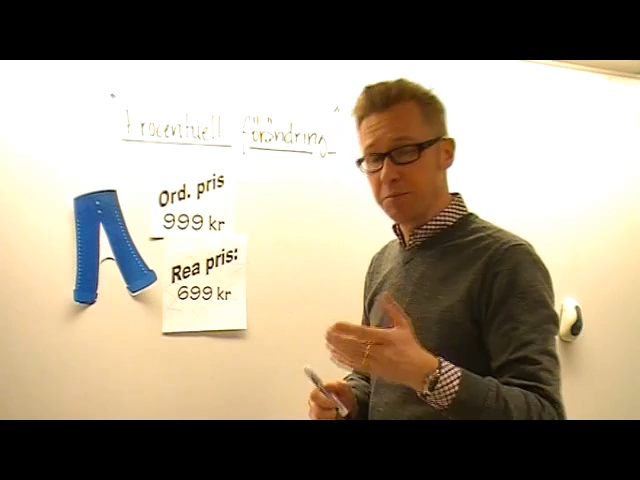 "Procentuell förändring"
Ord. pris
999 kr
Rea pris:
699 kr